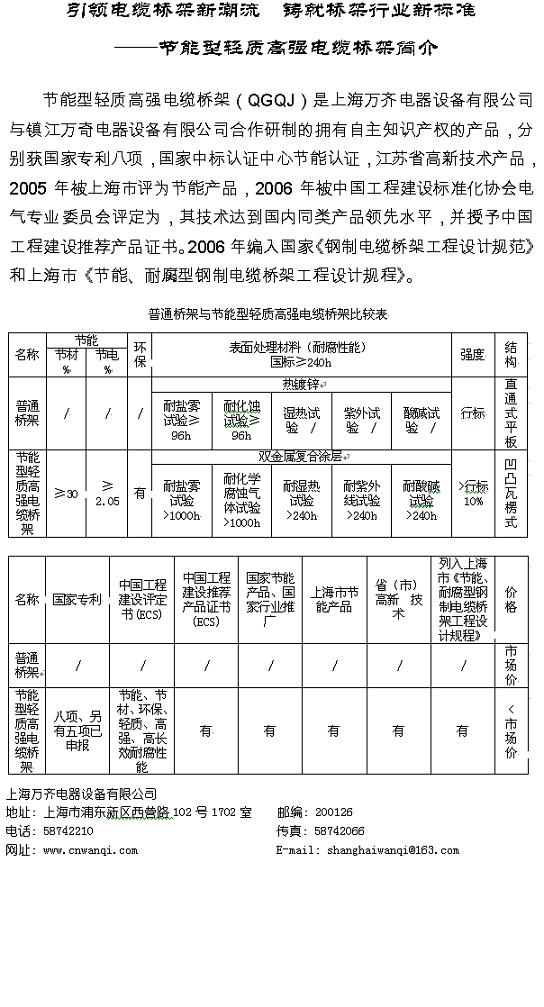 引领电缆桥架新潮流 铸就桥架行业新标准
——节能型轻质高强电缆桥架简介
节能型轻质高强电缆桥架（QGQJ）是上海万齐电器设备有限公司
与镇江万奇电器设备有限公司合作研制的拥有自主知识产权的产品，分
别获国家专利八项，国家中标认证中心节能认证，江苏省高新技术产品，
2005年被上海市评为节能产品，2006年被中国工程建设标准化协会电
气专业委员会评定为，其技术达到国内同类产品领先水平，并授予中国
工程建设推荐产品证书。2006年编入国家《钢制电缆桥架工程设计规范》
和上海市《节能、耐腐型钢制电缆桥架工程设计规程》。
普通桥架与节能型轻质高强电缆桥架比较表
名称 节能 环保 表面处理材料（耐腐性能） 国标≥240h 强度 结构
节材% 节电%
普通桥架 / / / 热镀锌 行标 直通式平板
耐盐雾试验≥96h 耐化蚀试验≥96h 湿热试验 / 紫外试验 / 酸碱试验 /
节能型轻质高强电缆桥架 ≥30 ≥2.05 有 双金属复合涂层 >行标10% 凹凸瓦楞式
耐盐雾试验>1000h 耐化学腐蚀气体试验>1000h 耐湿热试验>240h 耐紫外线试验>240h 耐酸碱试验>240h
名称 国家专利 中国工程建设评定书(ECS) 中国工程建设推荐产品证书(ECS) 国家节能产品、国家行业推广 上海市节能产品 省（市）高新 技术 列入上海市《节能、耐腐型钢制电缆桥架工程设计规程》 价格
普通桥架 / / / / / / / 市场价
节能型轻质高强电缆桥架 八项、另有五项已申报 节能、节材、环保、轻质、高强、高长效耐腐性能 有 有 有 有 有 <市场价
上海万齐电器设备有限公司
地址：上海市浦东新区西营路102号1702室 邮编：200126
电话：58742210 传真：58742066
网址：www.cnwanqi.com E-mail：shanghaiwanqi@163.com